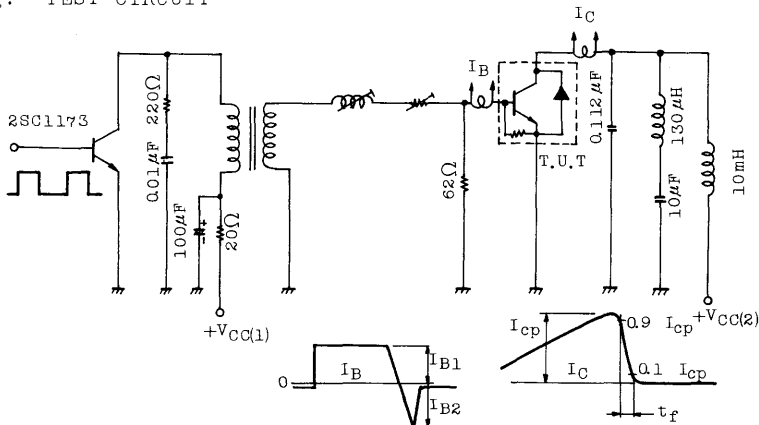 TEST CIRCUIT
IC
IB
2SC1173
220Ω
0.01μF
100μF
20Ω
+VCC(1)
62Ω
T.U.T
0.112μF
130μH
10μF
10mH
+VCC(2)
0
IB
IB1
IB2
Icp
IC
0.9 Icp
0.1 Icp
tf